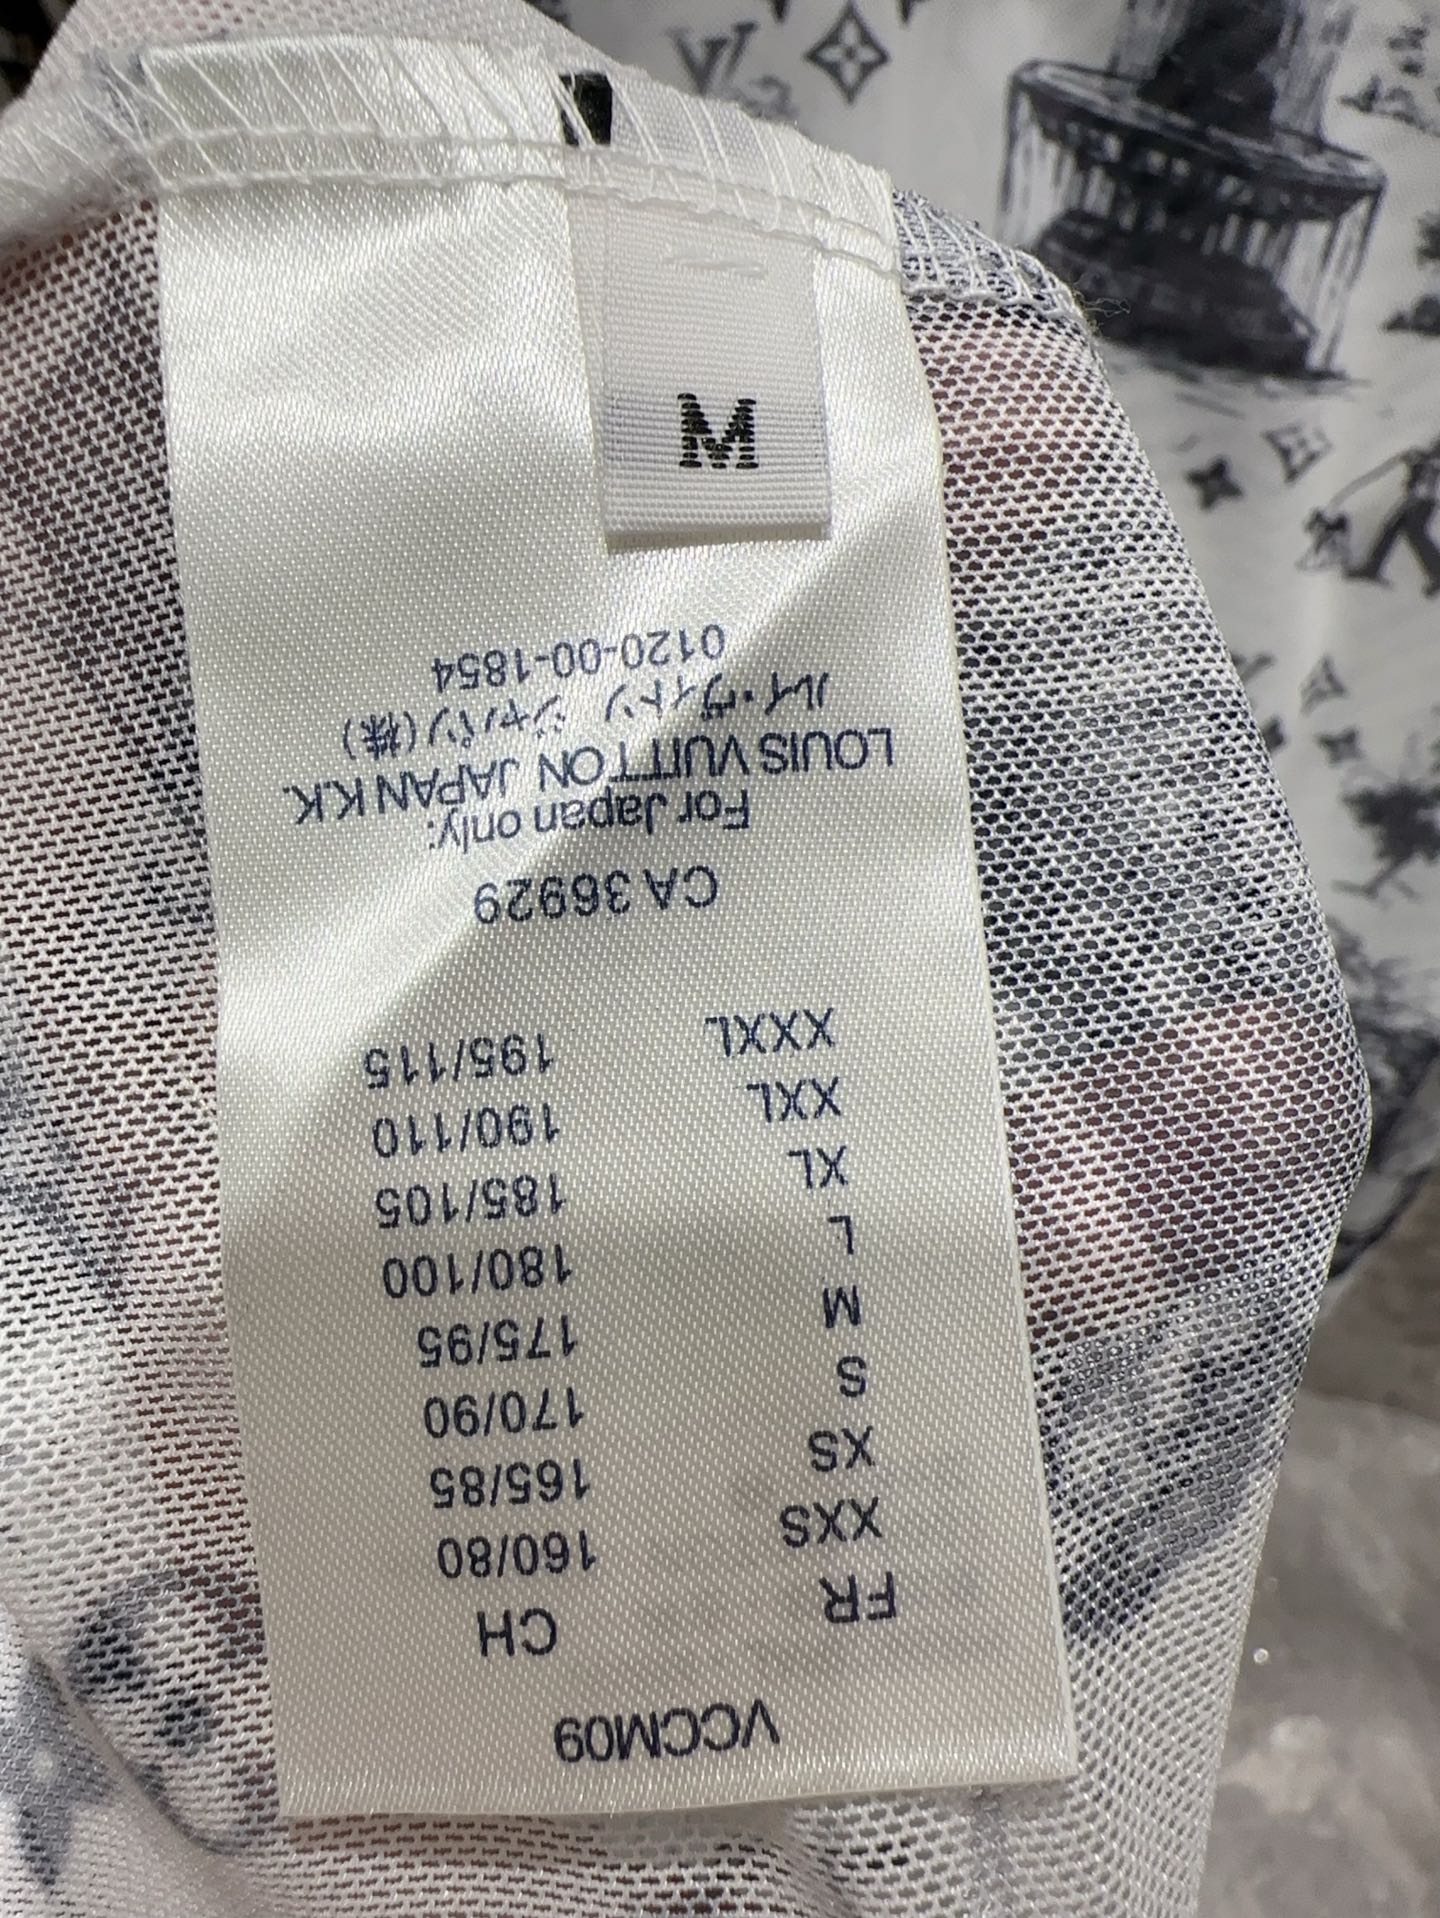 M
VCCM09
FR CH
XXS 160/80
XS 165/85
S 170/90
M 175/95
L 180/100
XL 185/105
XXL 190/110
XXXL 195/115
CA 36929
For Japan only:
LOUIS VUITTON JAPAN K.K.
ルイ・ヴィトン ジャパン(株)
0120-00-1854
LV